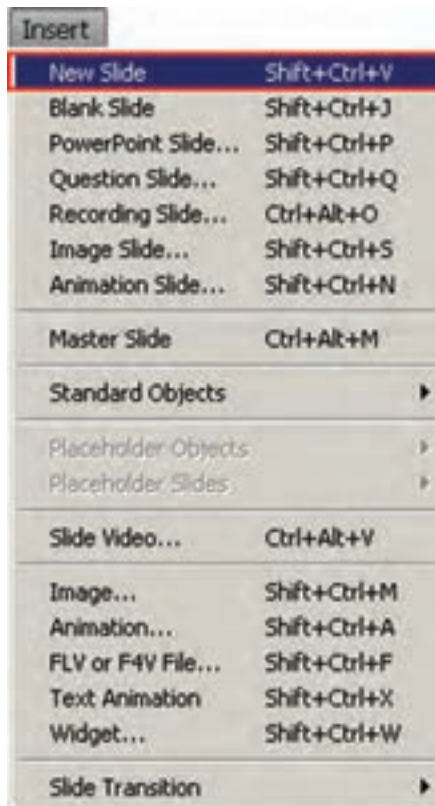 Insert
New Slide Shift+Ctrl+V
Blank Slide Shift+Ctrl+J
PowerPoint Slide... Shift+Ctrl+P
Question Slide... Shift+Ctrl+Q
Recording Slide... Ctrl+Alt+O
Image Slide... Shift+Ctrl+S
Animation Slide... Shift+Ctrl+N
Master Slide Ctrl+Alt+M
Standard Objects
Placeholder Objects
Placeholder Slides
Slide Video... Ctrl+Alt+V
Image... Shift+Ctrl+M
Animation... Shift+Ctrl+A
FLV or F4V File... Shift+Ctrl+F
Text Animation Shift+Ctrl+X
Widget... Shift+Ctrl+W
Slide Transition